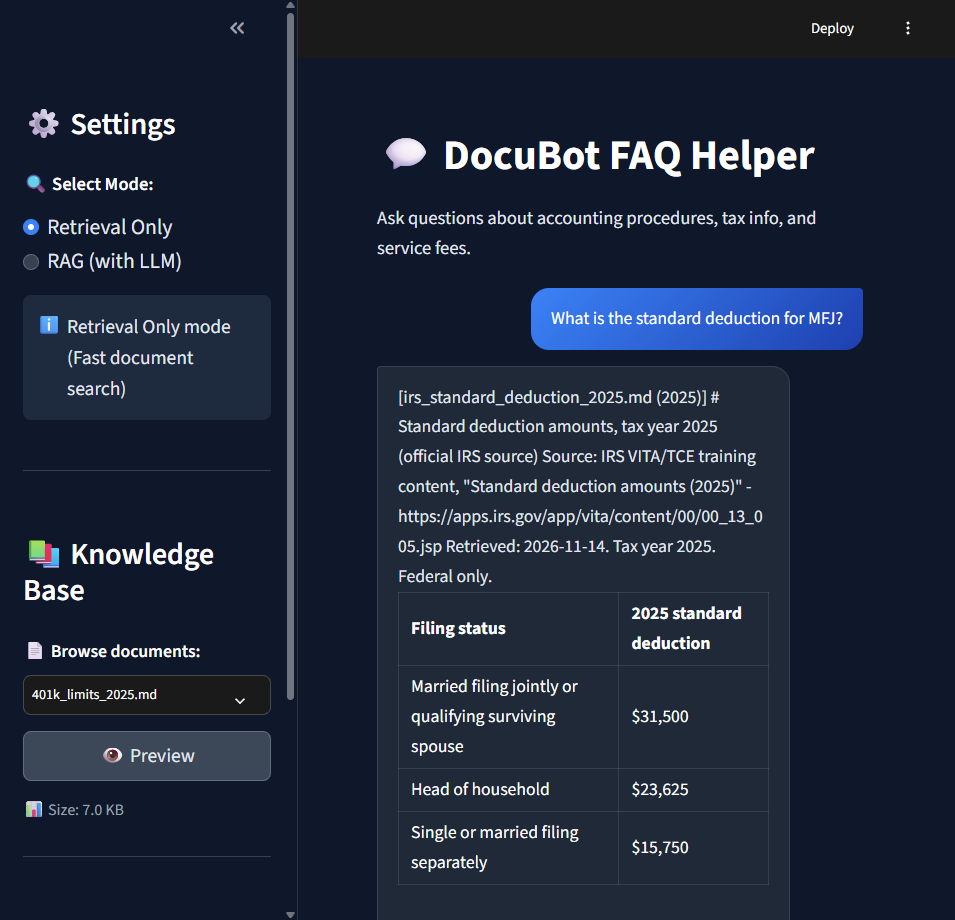 Deploy
Settings
Select Mode:
Retrieval Only
RAG (with LLM)
Retrieval Only mode
(Fast document
search)
Knowledge
Base
Browse documents:
401k_limits_2025.md
Preview
Size: 7.0 KB
DocuBot FAQ Helper
Ask questions about accounting procedures, tax info, and
service fees.
What is the standard deduction for MFJ?
[irs_standard_deduction_2025.md (2025)] #
Standard deduction amounts, tax year 2025
(official IRS source) Source: IRS VITA/TCE training
content, "Standard deduction amounts (2025)" -
https://apps.irs.gov/app/vita/content/00/00_13_0
05.jsp Retrieved: 2026-11-14. Tax year 2025.
Federal only.
Filing status
2025 standard
deduction
Married filing jointly or
qualifying surviving
spouse
$31,500
Head of household
$23,625
Single or married filing
separately
$15,750